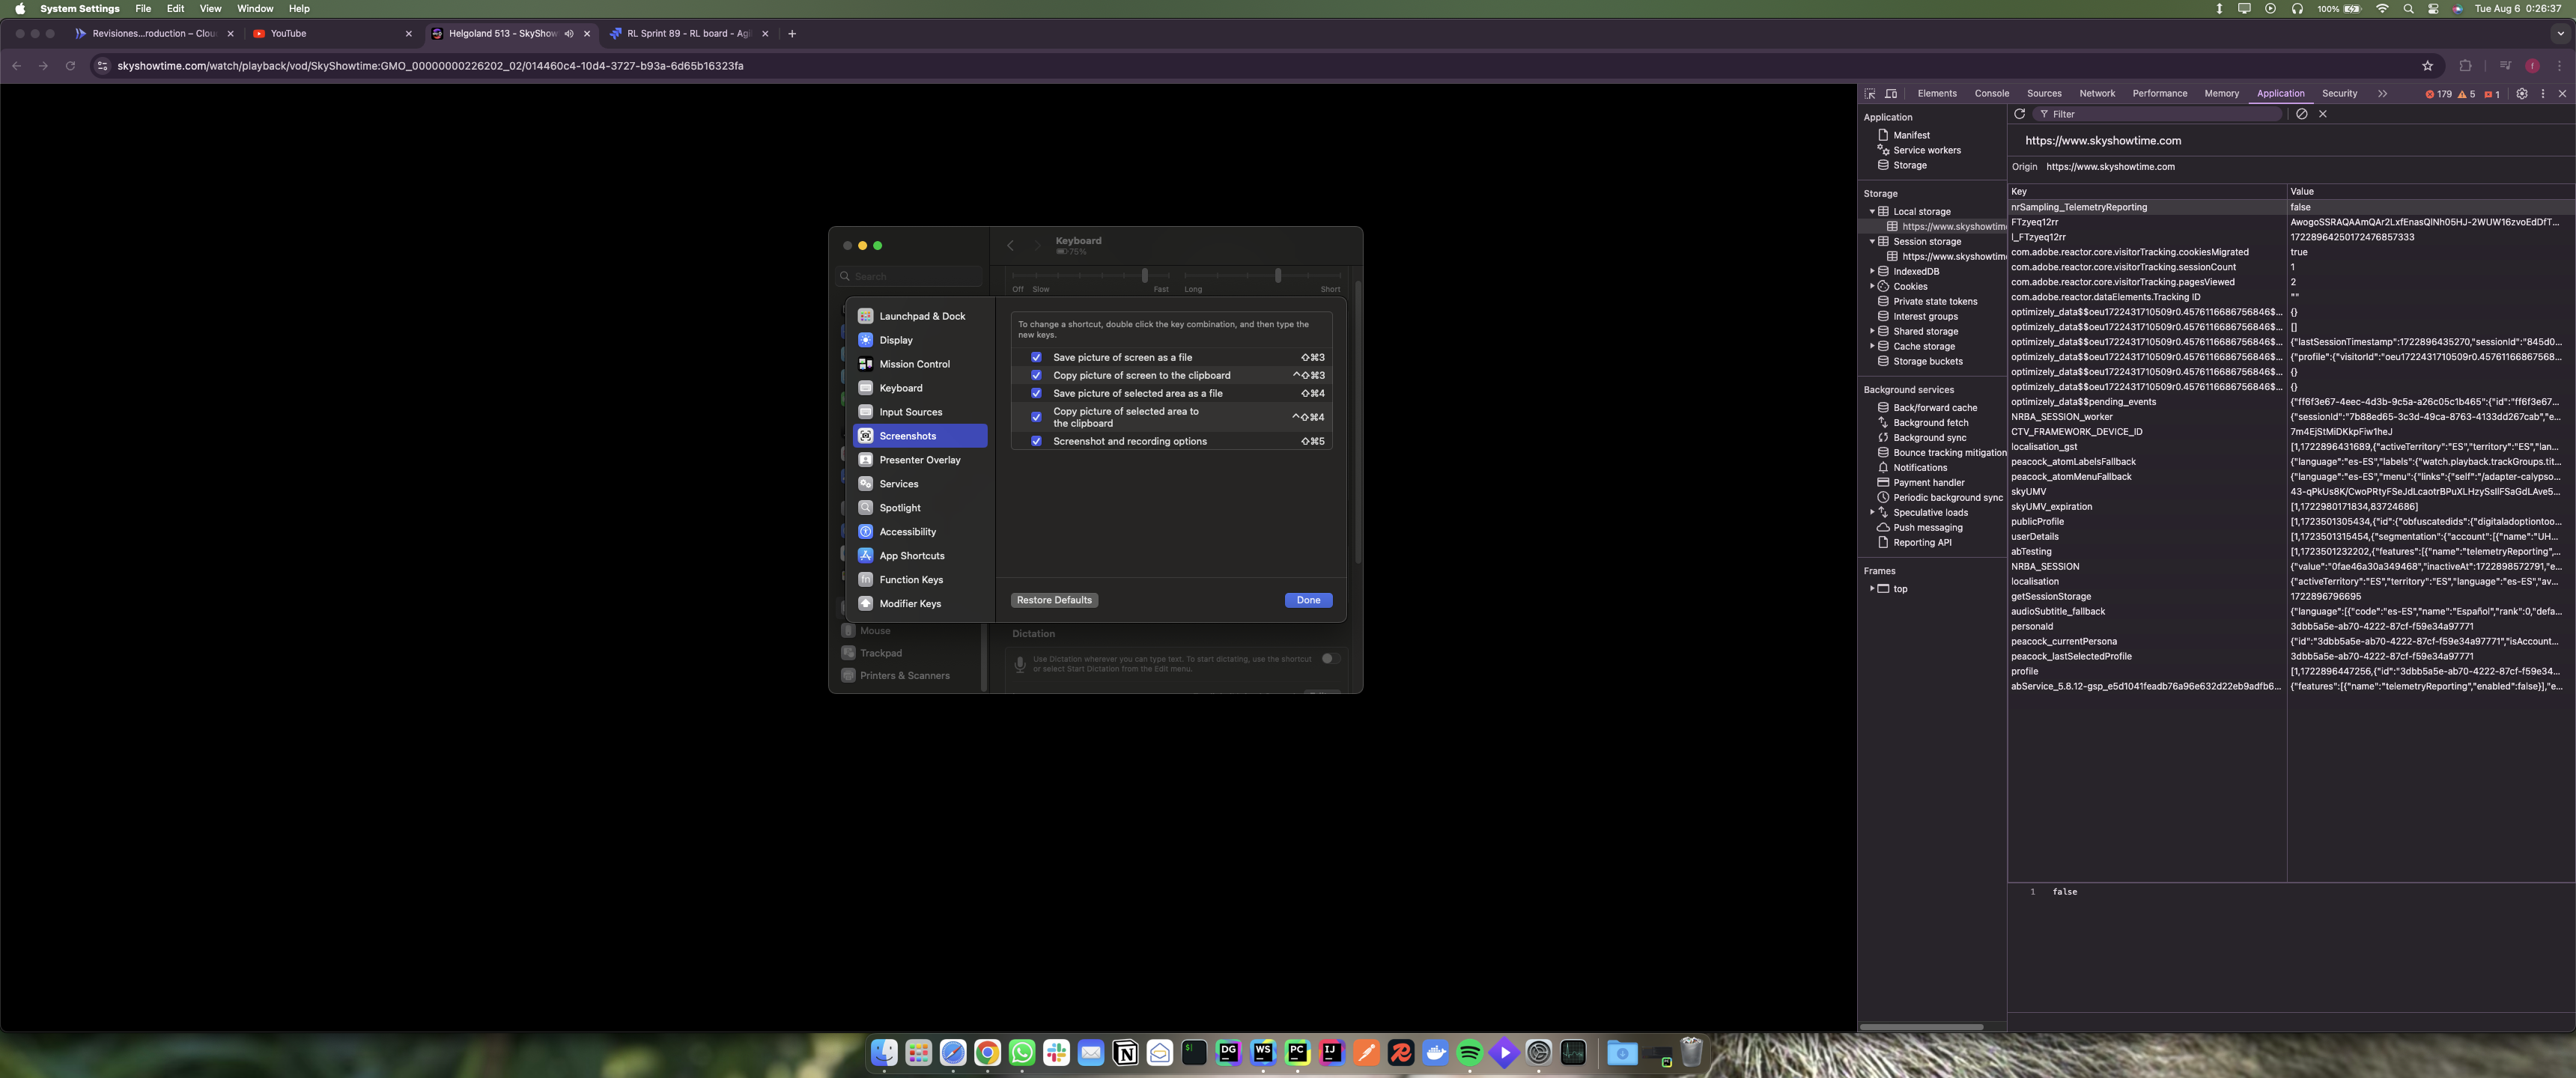 System Settings File Edit View Window Help
100% Tue Aug 6 0:26:37
Revisiones...roduction – Clou
YouTube
Helgoland 513 - SkyShow
RL Sprint 89 - RL board - Agi
skyshowtime.com/watch/playback/vod/SkyShowtime:GMO_00000000226202_02/014460c4-10d4-3727-b93a-6d65b16323fa
Keyboard
75%
Search
Off Slow Fast Long Short
Launchpad & Dock
Display
Mission Control
Keyboard
Input Sources
Screenshots
Presenter Overlay
Services
Spotlight
Accessibility
App Shortcuts
Function Keys
Modifier Keys
To change a shortcut, double click the key combination, and then type the
new keys.
Save picture of screen as a file ⇧⌘3
Copy picture of screen to the clipboard ^⇧⌘3
Save picture of selected area as a file ⇧⌘4
Copy picture of selected area to
the clipboard ^⇧⌘4
Screenshot and recording options ⇧⌘5
Restore Defaults Done
Mouse
Trackpad
Printers & Scanners
Dictation
Use Dictation wherever you can type text. To start dictating, use the shortcut
or select Start Dictation from the Edit menu.
Elements Console Sources Network Performance Memory Application Security 179 5 1
Application
Manifest
Service workers
Storage
Storage
Local storage
https://www.skyshowtim
Session storage
https://www.skyshowtim
IndexedDB
Cookies
Private state tokens
Interest groups
Shared storage
Cache storage
Storage buckets
Background services
Back/forward cache
Background fetch
Background sync
Bounce tracking mitigation
Notifications
Payment handler
Periodic background sync
Speculative loads
Push messaging
Reporting API
Frames
top
Filter
https://www.skyshowtime.com
Origin https://www.skyshowtime.com
Key Value
nrSampling_TelemetryReporting false
FTzyeq12rr AwogoSSRAQAAmQAr2LxfEnasQlNh05HJ-2WUW16zvoEdDfT...
l_FTzyeq12rr 17228964250172476857333
com.adobe.reactor.core.visitorTracking.cookiesMigrated true
com.adobe.reactor.core.visitorTracking.sessionCount 1
com.adobe.reactor.core.visitorTracking.pagesViewed 2
com.adobe.reactor.dataElements.Tracking ID ""
optimizely_data$$oeu1722431710509r0.4576116686756846$... {}
optimizely_data$$oeu1722431710509r0.4576116686756846$... []
optimizely_data$$oeu1722431710509r0.4576116686756846$... {"lastSessionTimestamp":1722896435270,"sessionId":"845d0...
optimizely_data$$oeu1722431710509r0.4576116686756846$... {"profile":{"visitorId":"oeu1722431710509r0.45761166867568...
optimizely_data$$oeu1722431710509r0.4576116686756846$... {}
optimizely_data$$oeu1722431710509r0.4576116686756846$... {}
optimizely_data$$pending_events {"ff6f3e67-4eec-4d3b-9c5a-a26c05c1b465":{"id":"ff6f3e67...
NRBA_SESSION_worker {"sessionId":"7b88ed65-3c3d-49ca-8763-4133dd267cab","e...
CTV_FRAMEWORK_DEVICE_ID 7m4EjStMiDKkpFiw1heJ
localisation_gst [1,1722896431689,{"activeTerritory":"ES","territory":"ES","lan...
peacock_atomLabelsFallback {"language":"es-ES","labels":{"watch.playback.trackGroups.tit...
peacock_atomMenuFallback {"language":"es-ES","menu":{"links":{"self":"/adapter-calypso...
skyUMV 43-qPkUs8K/CwoPRtyFSeJdLcaotrBPuXLHzySsIlFSaGdLAve5...
skyUMV_expiration [1,1722980171834,83724686]
publicProfile [1,1723501305434,{"id":{"obfuscatedids":{"digitaladoptiontoo...
userDetails [1,1723501315454,{"segmentation":{"account":[{"name":"UH...
abTesting [1,1723501232202,{"features":[{"name":"telemetryReporting",...
NRBA_SESSION {"value":"0fae46a30a349468","inactiveAt":1722898572791,"e...
localisation {"activeTerritory":"ES","territory":"ES","language":"es-ES","av...
getSessionStorage 1722896796695
audioSubtitle_fallback {"language":[{"code":"es-ES","name":"Español","rank":0,"defa...
personaId 3dbb5a5e-ab70-4222-87cf-f59e34a97771
peacock_currentPersona {"id":"3dbb5a5e-ab70-4222-87cf-f59e34a97771","isAccount...
peacock_lastSelectedProfile 3dbb5a5e-ab70-4222-87cf-f59e34a97771
profile [1,1722896447256,{"id":"3dbb5a5e-ab70-4222-87cf-f59e34...
abService_5.8.12-gsp_e5d1041feadb76a96e632d22eb9adfb6... {"features":[{"name":"telemetryReporting","enabled":false}],"e...
1 false
DG WS PC IJ